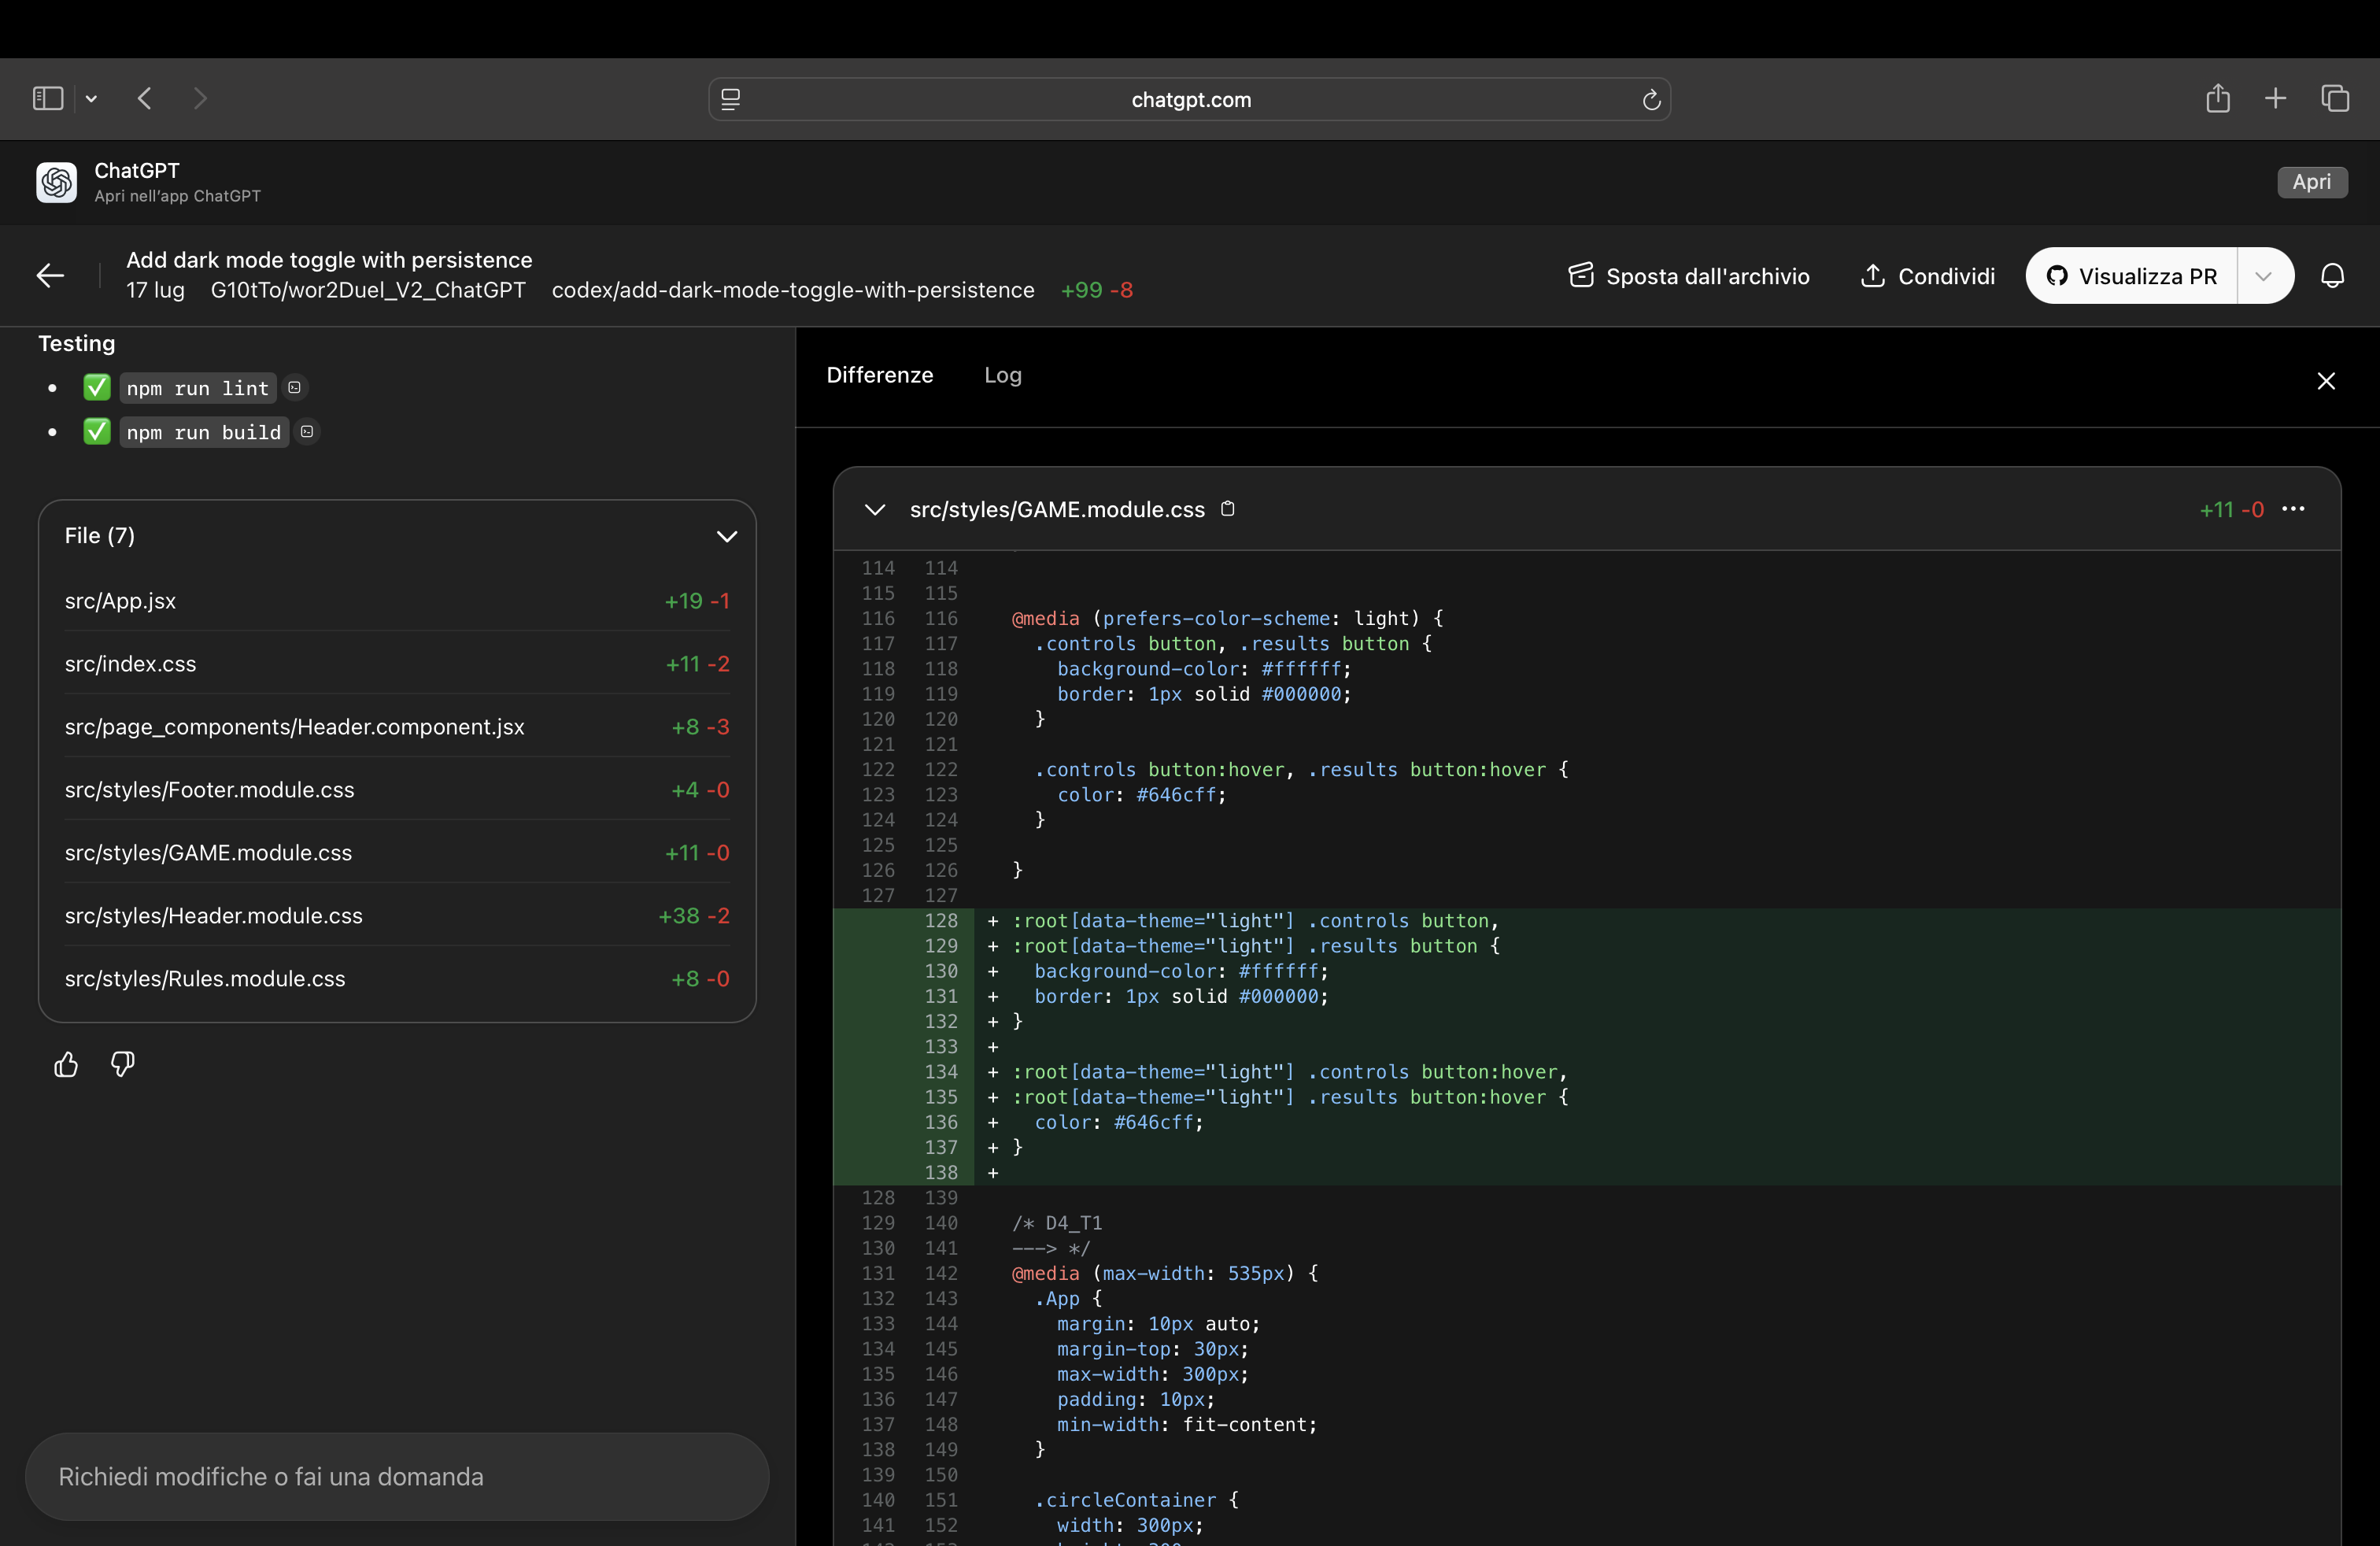 chatgpt.com
ChatGPT
Apri nell'app ChatGPT
Apri
Add dark mode toggle with persistence
17 lug G10tTo/wor2Duel_V2_ChatGPT codex/add-dark-mode-toggle-with-persistence +99 -8
Sposta dall'archivio
Condividi
Visualizza PR
Testing
• ✅ npm run lint
• ✅ npm run build
File (7)
src/App.jsx +19 -1
src/index.css +11 -2
src/page_components/Header.component.jsx +8 -3
src/styles/Footer.module.css +4 -0
src/styles/GAME.module.css +11 -0
src/styles/Header.module.css +38 -2
src/styles/Rules.module.css +8 -0
Richiedi modifiche o fai una domanda
Differenze Log
src/styles/GAME.module.css +11 -0
114 114
115 115
116 116 @media (prefers-color-scheme: light) {
117 117 .controls button, .results button {
118 118 background-color: #ffffff;
119 119 border: 1px solid #000000;
120 120 }
121 121
122 122 .controls button:hover, .results button:hover {
123 123 color: #646cff;
124 124 }
125 125
126 126 }
127 127
128 + :root[data-theme="light"] .controls button,
129 + :root[data-theme="light"] .results button {
130 + background-color: #ffffff;
131 + border: 1px solid #000000;
132 + }
133 +
134 + :root[data-theme="light"] .controls button:hover,
135 + :root[data-theme="light"] .results button:hover {
136 + color: #646cff;
137 + }
138 +
128 139
129 140 /* D4_T1
130 141 ---> */
131 142 @media (max-width: 535px) {
132 143 .App {
133 144 margin: 10px auto;
134 145 margin-top: 30px;
135 146 max-width: 300px;
136 147 padding: 10px;
137 148 min-width: fit-content;
138 149 }
139 150
140 151 .circleContainer {
141 152 width: 300px;